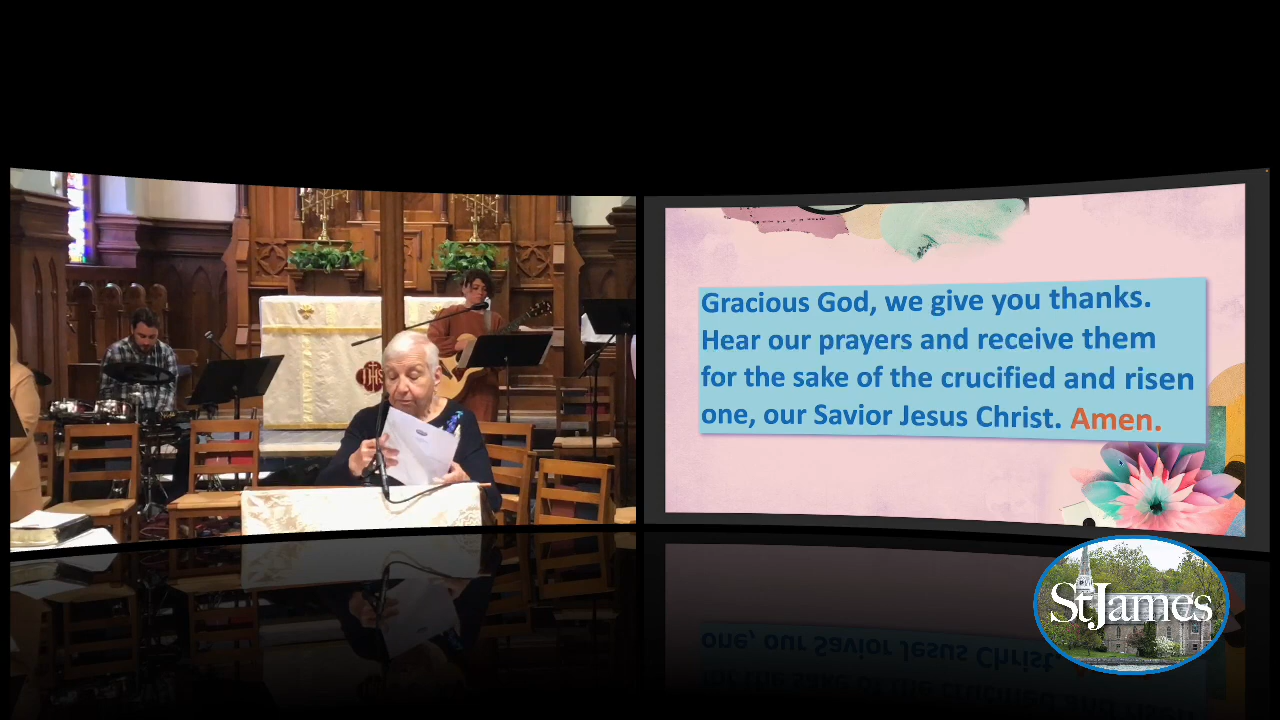 Gracious God, we give you thanks.
Hear our prayers and receive them
for the sake of the crucified and risen
one, our Savior Jesus Christ. Amen.
IHS
St James